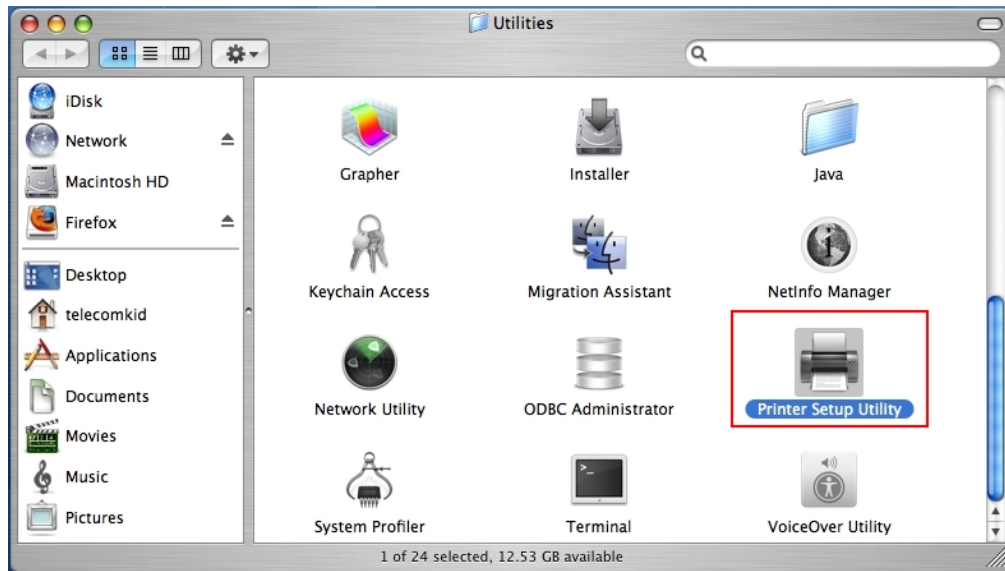 Utilities
iDisk
Network
Macintosh HD
Firefox
Desktop
telecomkid
Applications
Documents
Movies
Music
Pictures
Grapher
Installer
Java
Keychain Access
Migration Assistant
NetInfo Manager
Network Utility
ODBC Administrator
Printer Setup Utility
System Profiler
Terminal
VoiceOver Utility
1 of 24 selected, 12.53 GB available